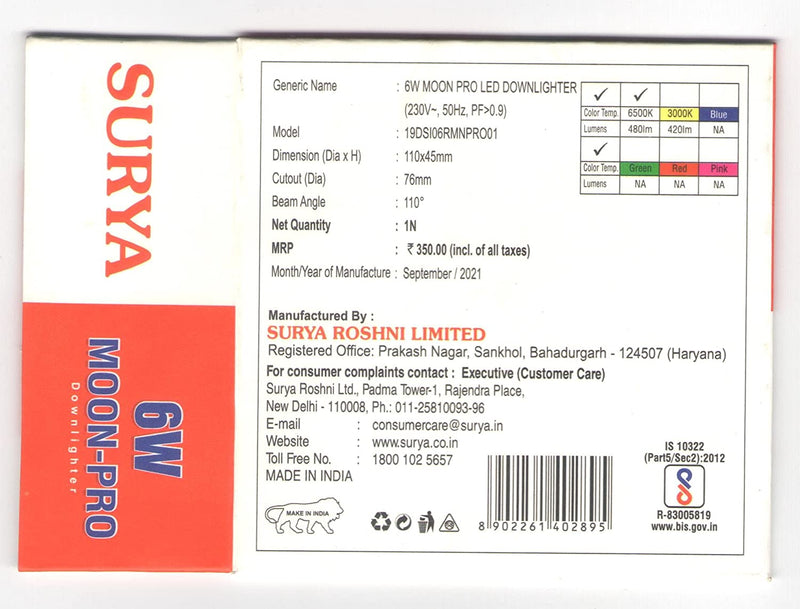 SURYA
6W
MOON-PRO
Downlighter
Generic Name : 6W MOON PRO LED DOWNLIGHTER
(230V~, 50Hz, PF>0.9)
Model : 19DSI06RMNPRO01
Dimension (Dia x H) : 110x45mm
Cutout (Dia) : 76mm
Beam Angle : 110°
Net Quantity : 1N
MRP : ₹ 350.00 (incl. of all taxes)
Month/Year of Manufacture : September / 2021
✓ ✓
Color Temp. 6500K 3000K Blue
Lumens 480lm 420lm NA
✓
Color Temp. Green Red Pink
Lumens NA NA NA
Manufactured By :
SURYA ROSHNI LIMITED
Registered Office: Prakash Nagar, Sankhol, Bahadurgarh - 124507 (Haryana)
For consumer complaints contact : Executive (Customer Care)
Surya Roshni Ltd., Padma Tower-1, Rajendra Place,
New Delhi - 110008, Ph.: 011-25810093-96
E-mail : consumercare@surya.in
Website : www.surya.co.in
Toll Free No. : 1800 102 5657
MADE IN INDIA
MAKE IN INDIA
8 902261 402895
IS 10322
(Part5/Sec2):2012
R-83005819
www.bis.gov.in